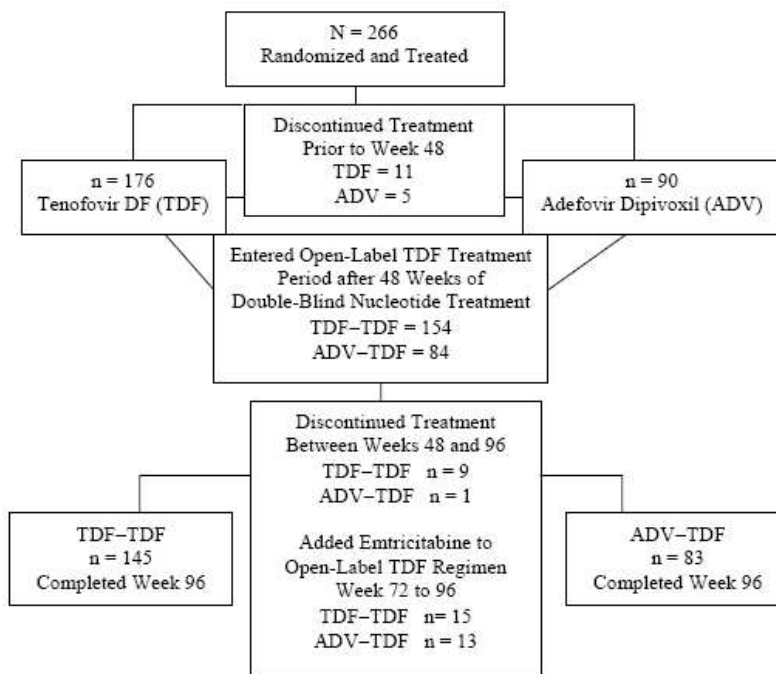 N = 266
Randomized and Treated
Discontinued Treatment
Prior to Week 48
TDF = 11
ADV = 5
n = 176
Tenofovir DF (TDF)
n = 90
Adefovir Dipivoxil (ADV)
Entered Open-Label TDF Treatment
Period after 48 Weeks of
Double-Blind Nucleotide Treatment
TDF–TDF = 154
ADV–TDF = 84
Discontinued Treatment
Between Weeks 48 and 96
TDF–TDF n = 9
ADV–TDF n = 1
Added Emtricitabine to
Open-Label TDF Regimen
Week 72 to 96
TDF–TDF n= 15
ADV–TDF n = 13
TDF–TDF
n = 145
Completed Week 96
ADV–TDF
n = 83
Completed Week 96